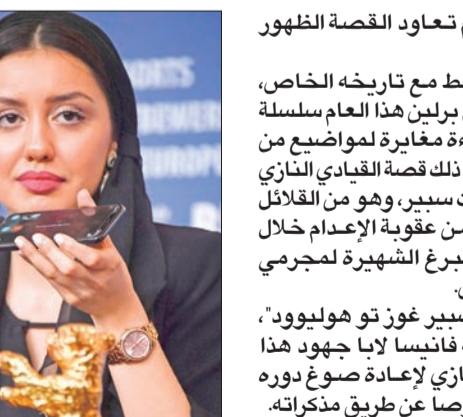 تعاود القصة الظهور
ط مع تاريخه الخاص،
برلين هذا العام سلسلة
ءة مغايرة لمواضيع من
ذلك قصة القيادي النازي
ت سبير، وهو من القلائل
ن عقوبة الإعدام خلال
برغ الشهيرة لمجرمي
سبير غوز تو هوليوود"،
فانيسا لابا جهود هذا
ازي لإعادة صوغ دوره
صا عن طريق مذكراته.